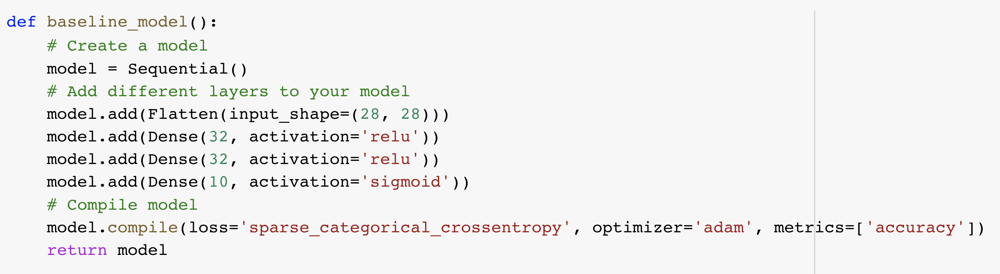 def baseline_model():
    # Create a model
    model = Sequential()
    # Add different layers to your model
    model.add(Flatten(input_shape=(28, 28)))
    model.add(Dense(32, activation='relu'))
    model.add(Dense(32, activation='relu'))
    model.add(Dense(10, activation='sigmoid'))
    # Compile model
    model.compile(loss='sparse_categorical_crossentropy', optimizer='adam', metrics=['accuracy'])
    return model